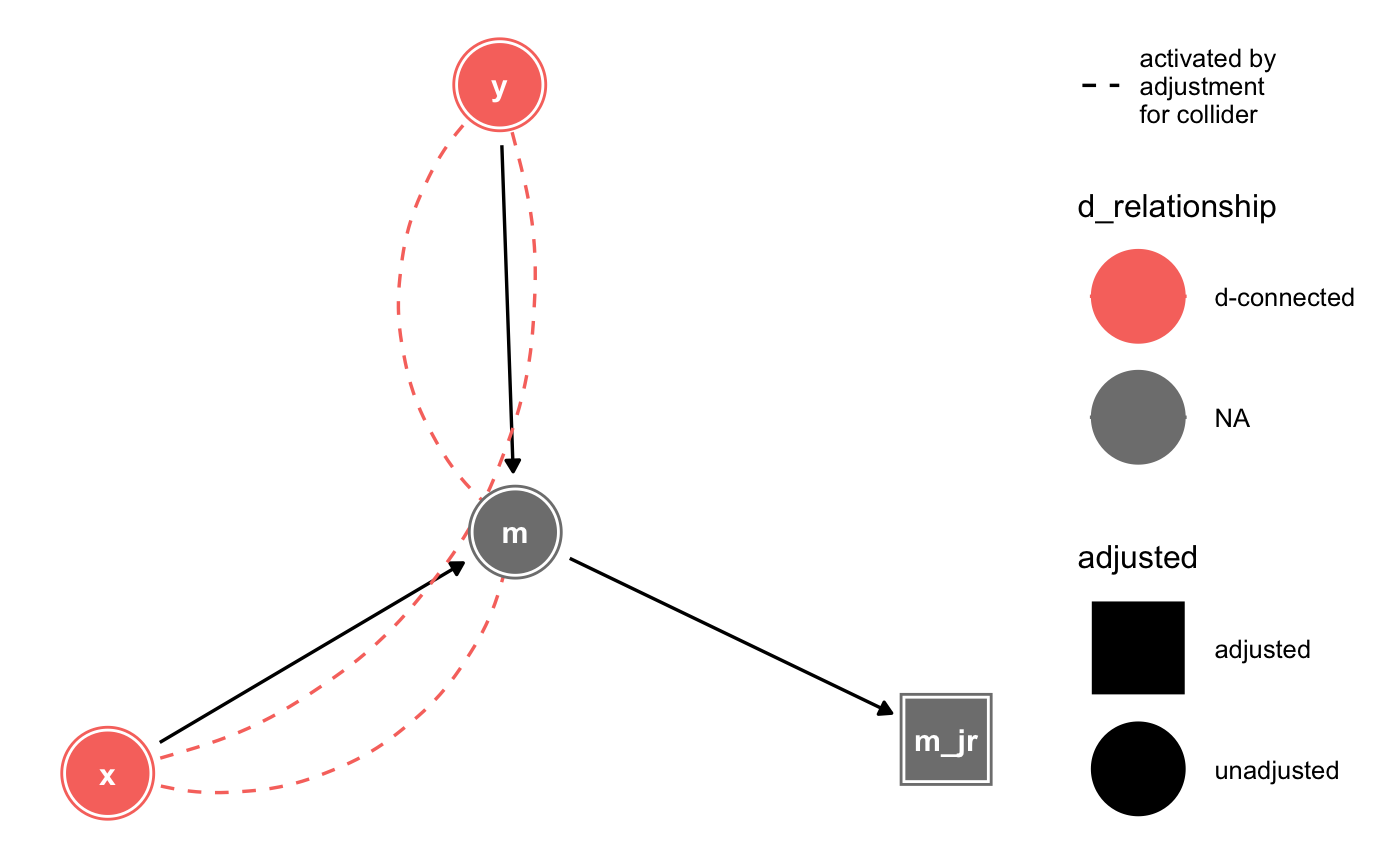 y
m
x
m_jr
activated by
adjustment
for collider
d_relationship
d-connected
NA
adjusted
adjusted
unadjusted